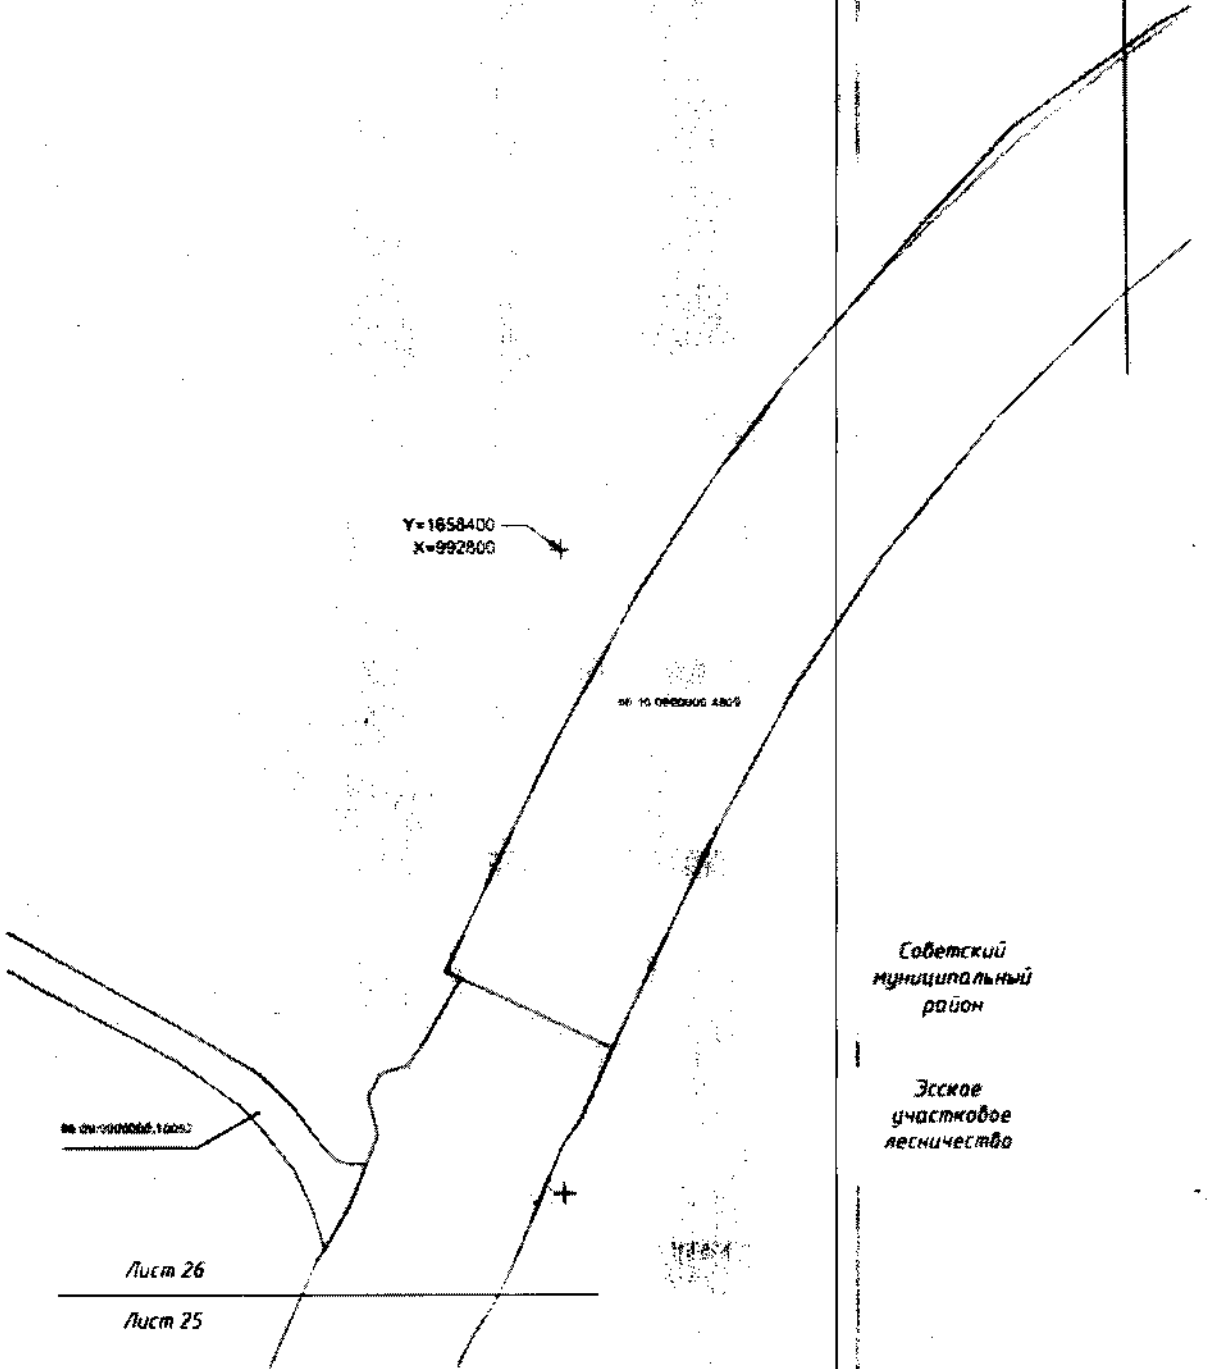 Y=1658400
X=992800
Советский
муниципальный
район
Эсское
участковое
лесничество
Лист 26
Лист 25